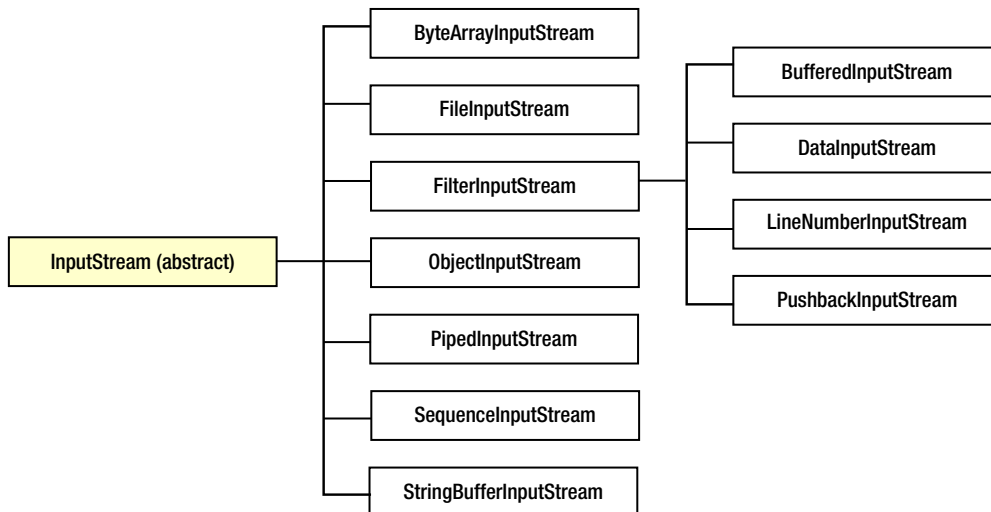 InputStream (abstract)
ByteArrayInputStream
FileInputStream
FilterInputStream
ObjectInputStream
PipedInputStream
SequenceInputStream
StringBufferInputStream
BufferedInputStream
DataInputStream
LineNumberInputStream
PushbackInputStream